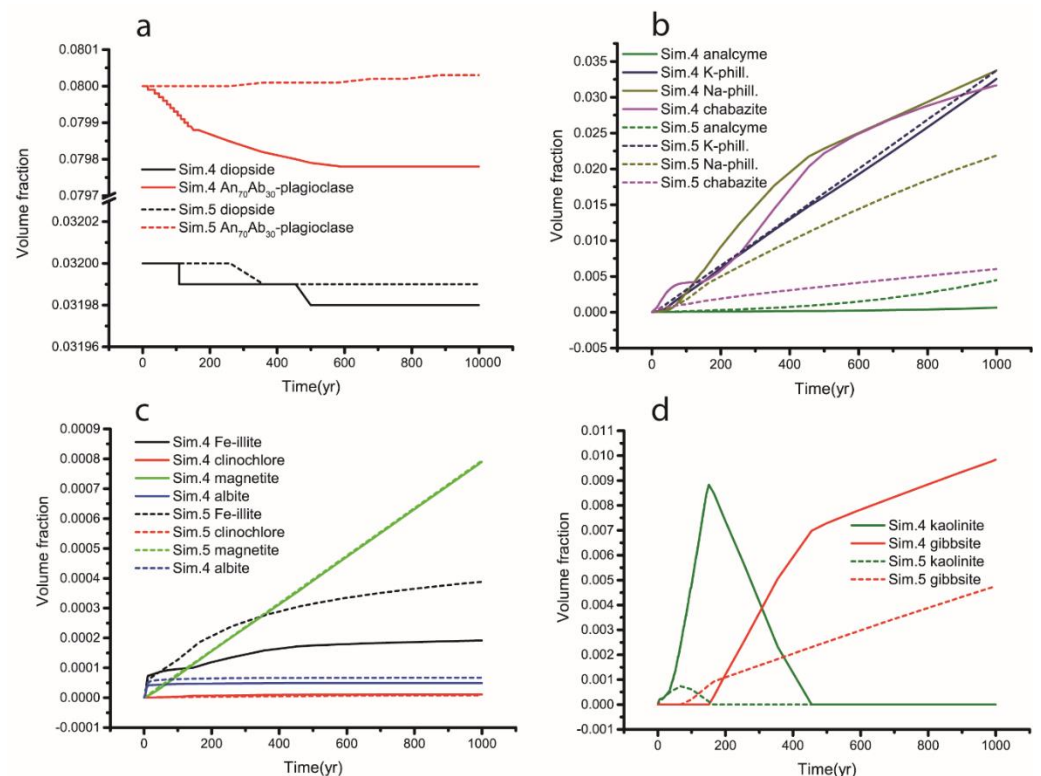 a
0.0801
0.0800
0.0799
0.0798
0.0797
0.03202
0.03200
0.03198
0.03196
Volume fraction
Sim.4 diopside
Sim.4 An70Ab30-plagioclase
Sim.5 diopside
Sim.5 An70Ab30-plagioclase
0 200 400 600 800 10000
Time(yr)
b
0.035
0.030
0.025
0.020
0.015
0.010
0.005
0.000
-0.005
Volume fraction
Sim.4 analcyme
Sim.4 K-phill.
Sim.4 Na-phill.
Sim.4 chabazite
Sim.5 analcyme
Sim.5 K-phill.
Sim.5 Na-phill.
Sim.5 chabazite
0 200 400 600 800 1000
Time(yr)
c
0.0009
0.0008
0.0007
0.0006
0.0005
0.0004
0.0003
0.0002
0.0001
0.0000
-0.0001
Volume fraction
Sim.4 Fe-illite
Sim.4 clinochlore
Sim.4 magnetite
Sim.4 albite
Sim.5 Fe-illite
Sim.5 clinochlore
Sim.5 magnetite
Sim.4 albite
0 200 400 600 800 1000
Time(yr)
d
0.011
0.010
0.009
0.008
0.007
0.006
0.005
0.004
0.003
0.002
0.001
0.000
-0.001
Volume fraction
Sim.4 kaolinite
Sim.4 gibbsite
Sim.5 kaolinite
Sim.5 gibbsite
0 200 400 600 800 1000
Time(yr)